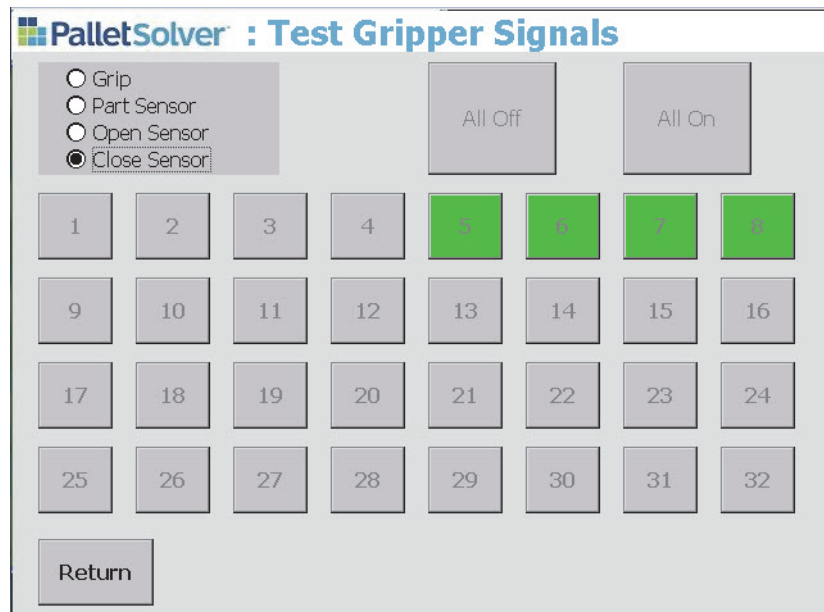 PalletSolver : Test Gripper Signals
Grip
Part Sensor
Open Sensor
Close Sensor
All Off All On
1 2 3 4 5 6 7 8
9 10 11 12 13 14 15 16
17 18 19 20 21 22 23 24
25 26 27 28 29 30 31 32
Return